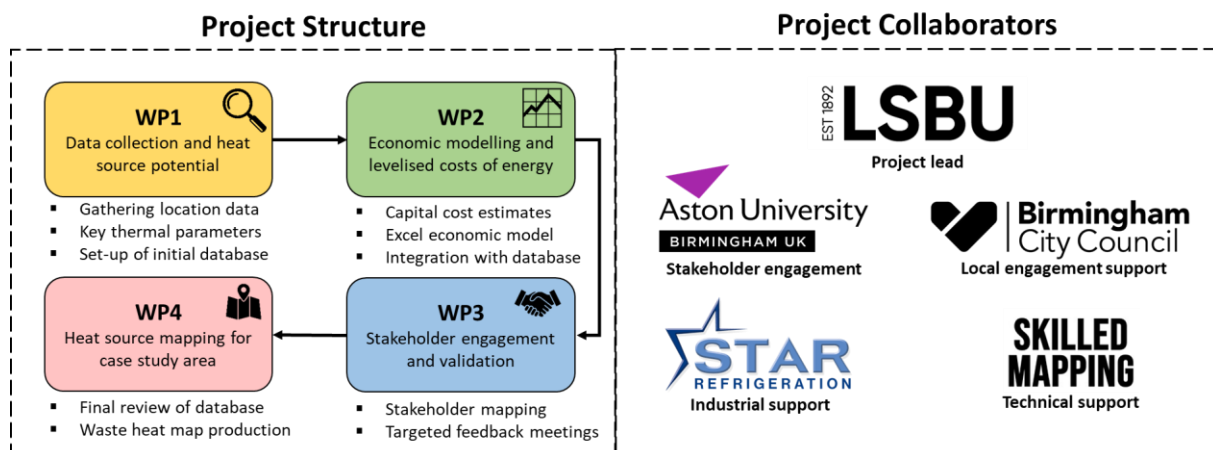 Project Structure
WP1
Data collection and heat
source potential
▪ Gathering location data
▪ Key thermal parameters
▪ Set-up of initial database
WP2
Economic modelling and
levelised costs of energy
▪ Capital cost estimates
▪ Excel economic model
▪ Integration with database
WP4
Heat source mapping for
case study area
▪ Final review of database
▪ Waste heat map production
WP3
Stakeholder engagement
and validation
▪ Stakeholder mapping
▪ Targeted feedback meetings
Project Collaborators
EST 1892
LSBU
Project lead
Aston University
BIRMINGHAM UK
Stakeholder engagement
Birmingham
City Council
Local engagement support
STAR
REFRIGERATION
Industrial support
SKILLED
MAPPING
Technical support